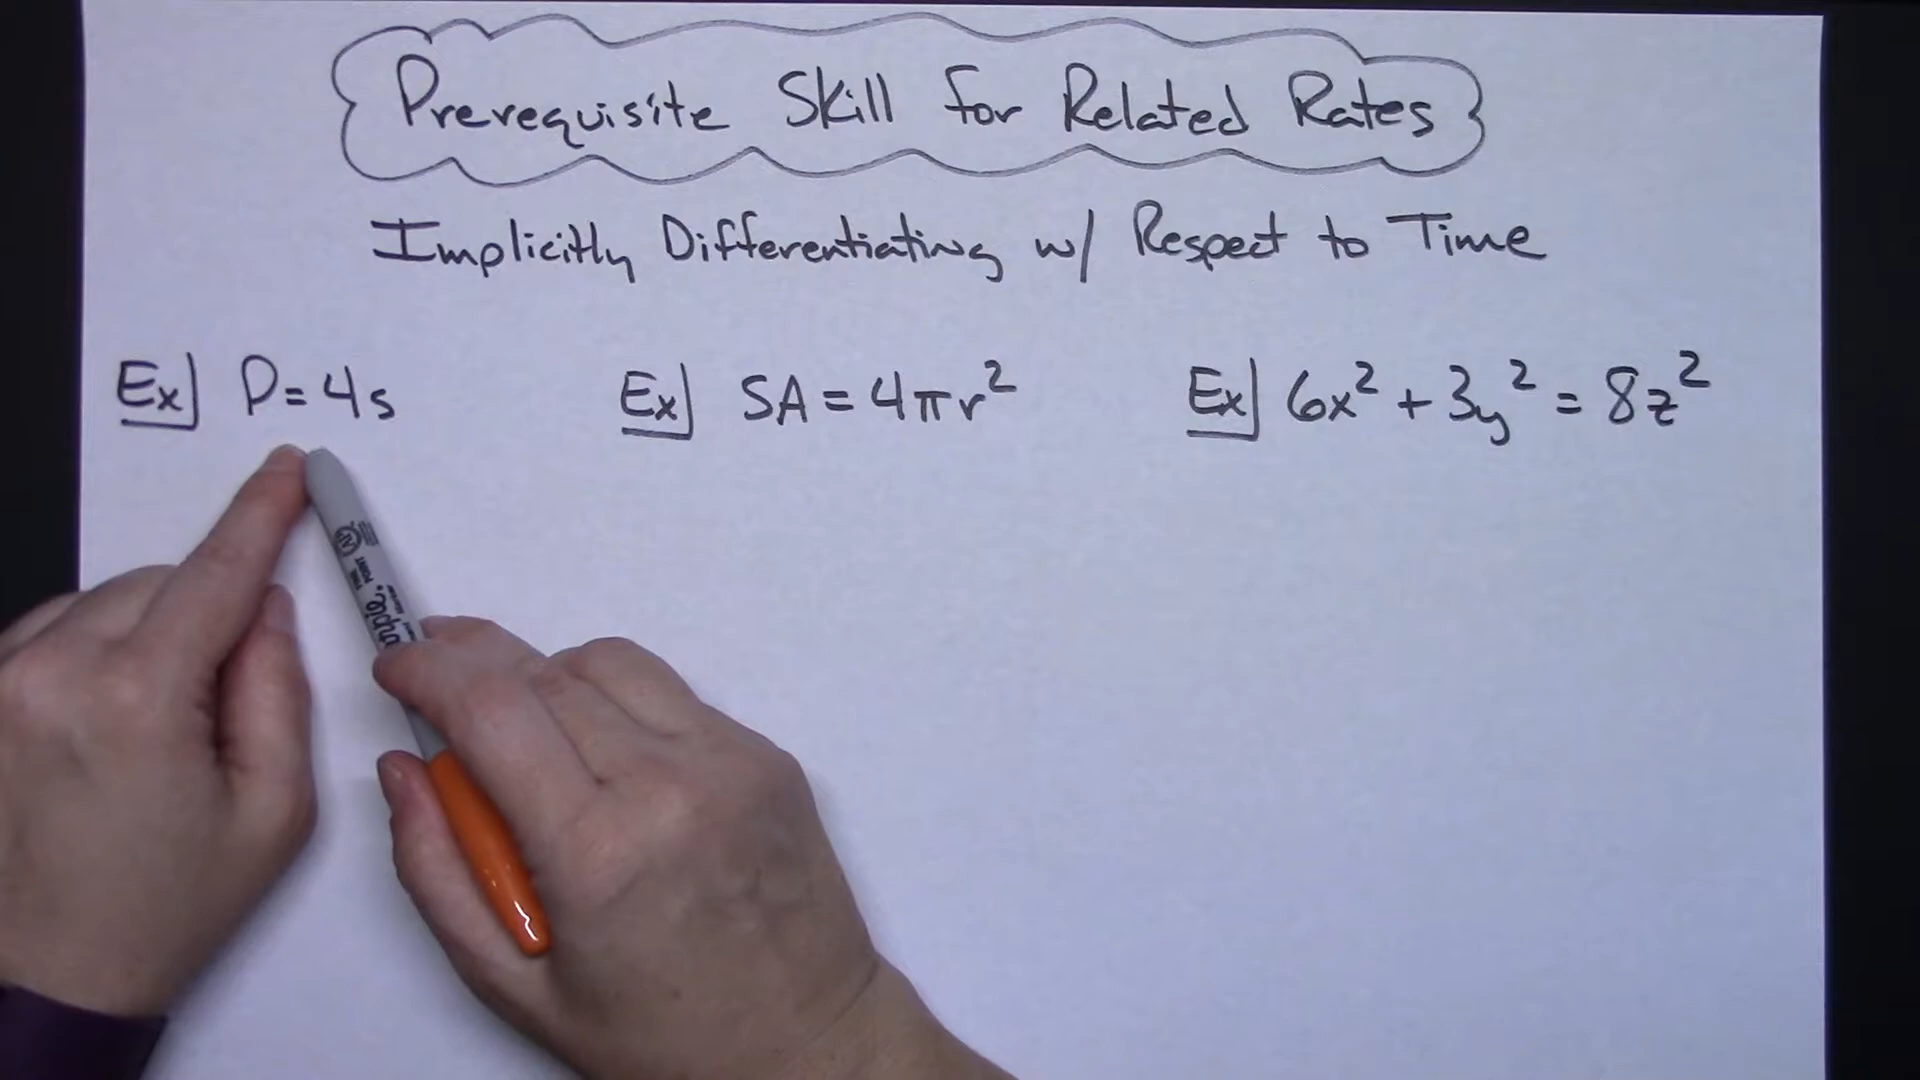 Prerequisite Skill for Related Rates
Implicitly Differentiating w/ Respect to Time
Ex] P=4s
Ex] SA = 4πr²
Ex] 6x² + 3y² = 8z²